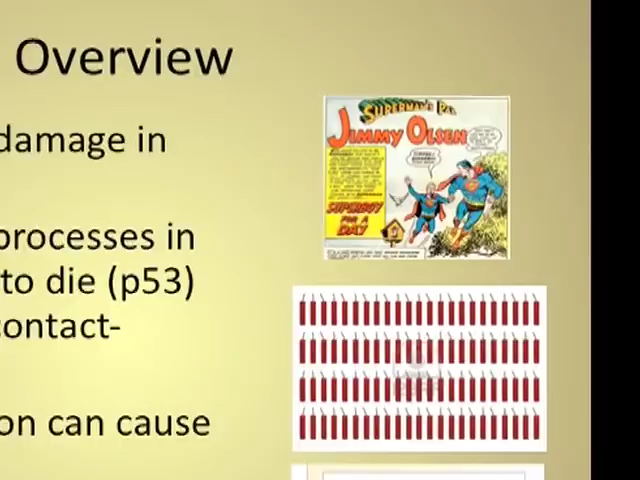 Overview
damage in
processes in
to die (p53)
contact-
on can cause
SUPERMAN'S PAL
JIMMY OLSEN
SUPERBOY
FOR A
DAY